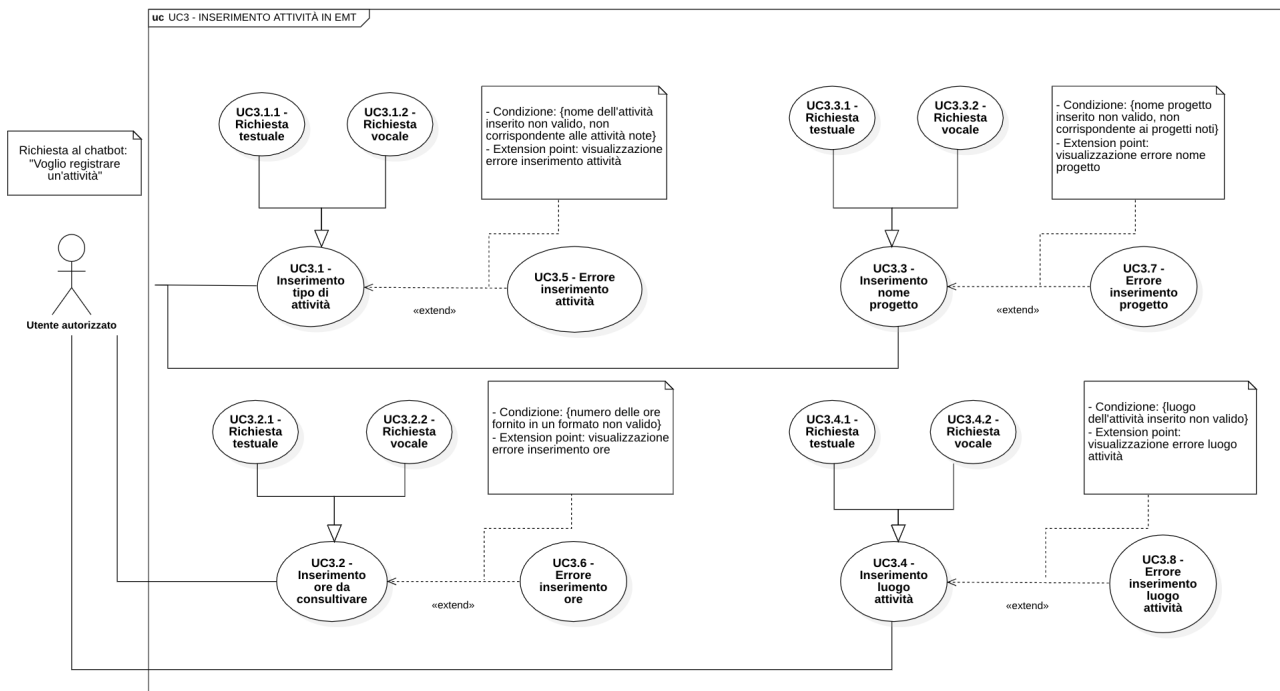 uc UC3 - INSERIMENTO ATTIVITÀ IN EMT
Richiesta al chatbot:
"Voglio registrare
un'attività"
Utente autorizzato
UC3.1.1 -
Richiesta
testuale
UC3.1.2 -
Richiesta
vocale
- Condizione: {nome dell'attività
inserito non valido, non
corrispondente alle attività note}
- Extension point: visualizzazione
errore inserimento attività
UC3.1 -
Inserimento
tipo di
attività
«extend»
UC3.5 - Errore
inserimento
attività
UC3.3.1 -
Richiesta
testuale
UC3.3.2 -
Richiesta
vocale
- Condizione: {nome progetto
inserito non valido, non
corrispondente ai progetti noti}
- Extension point:
visualizzazione errore nome
progetto
UC3.3 -
Inserimento
nome
progetto
«extend»
UC3.7 -
Errore
inserimento
progetto
UC3.2.1 -
Richiesta
testuale
UC3.2.2 -
Richiesta
vocale
- Condizione: {numero delle ore
fornito in un formato non valido}
- Extension point: visualizzazione
errore inserimento ore
UC3.2 -
Inserimento
ore da
consultivare
«extend»
UC3.6 -
Errore
inserimento
ore
UC3.4.1 -
Richiesta
testuale
UC3.4.2 -
Richiesta
vocale
- Condizione: {luogo
dell'attività inserito non valido}
- Extension point:
visualizzazione errore luogo
attività
UC3.4 -
Inserimento
luogo
attività
«extend»
UC3.8 -
Errore
inserimento
luogo
attività